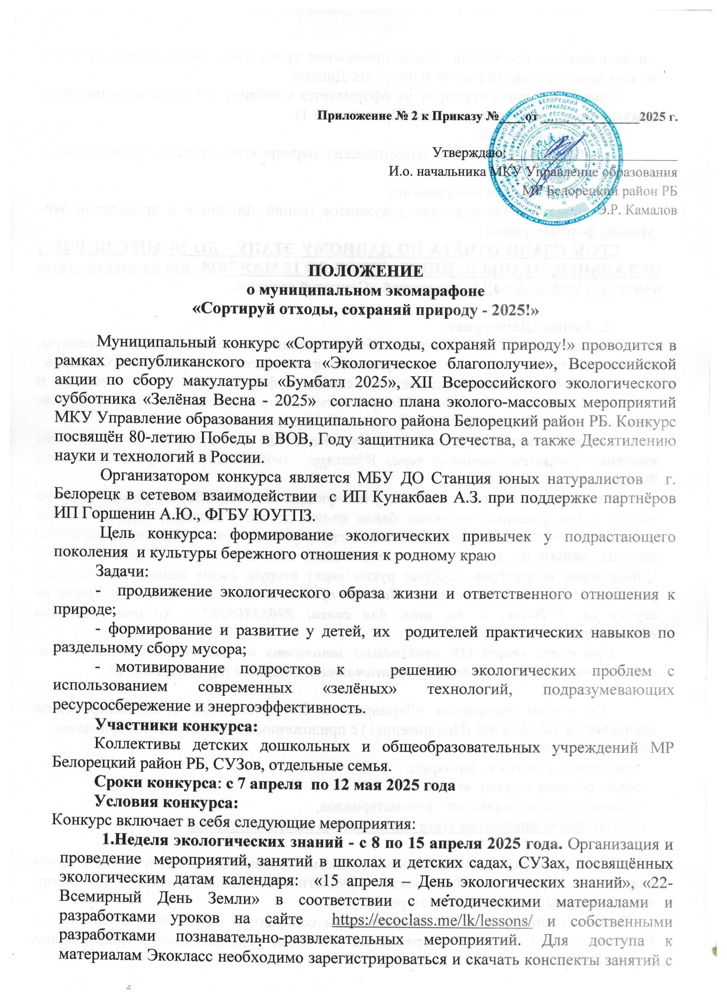 Приложение № 2 к Приказу №____от________________2025 г.
Утверждаю:
И.о. начальника МКУ Управление образования
МР Белорецкий район РБ
Э.Р. Камалов
ПОЛОЖЕНИЕ
о муниципальном экомарафоне
«Сортируй отходы, сохраняй природу - 2025!»
Муниципальный конкурс «Сортируй отходы, сохраняй природу!» проводится в
рамках республиканского проекта «Экологическое благополучие», Всероссийской
акции по сбору макулатуры «Бумбатл 2025», XII Всероссийского экологического
субботника «Зелёная Весна - 2025» согласно плана эколого-массовых мероприятий
МКУ Управление образования муниципального района Белорецкий район РБ. Конкурс
посвящён 80-летию Победы в ВОВ, Году защитника Отечества, а также Десятилению
науки и технологий в России.
Организатором конкурса является МБУ ДО Станция юных натуралистов г.
Белорецк в сетевом взаимодействии с ИП Кунакбаев А.З. при поддержке партнёров
ИП Горшенин А.Ю., ФГБУ ЮУГПЗ.
Цель конкурса: формирование экологических привычек у подрастающего
поколения и культуры бережного отношения к родному краю
Задачи:
- продвижение экологического образа жизни и ответственного отношения к
природе;
- формирование и развитие у детей, их родителей практических навыков по
раздельному сбору мусора;
- мотивирование подростков к решению экологических проблем с
использованием современных «зелёных» технологий, подразумевающих
ресурсосбережение и энергоэффективность.
Участники конкурса:
Коллективы детских дошкольных и общеобразовательных учреждений МР
Белорецкий район РБ, СУЗов, отдельные семья.
Сроки конкурса: с 7 апреля по 12 мая 2025 года
Условия конкурса:
Конкурс включает в себя следующие мероприятия:
1.Неделя экологических знаний - с 8 по 15 апреля 2025 года. Организация и
проведение мероприятий, занятий в школах и детских садах, СУЗах, посвящённых
экологическим датам календаря: «15 апреля – День экологических знаний», «22-
Всемирный День Земли» в соответствии с методическими материалами и
разработками уроков на сайте https://ecoclass.me/lk/lessons/ и собственными
разработками познавательно-развлекательных мероприятий. Для доступа к
материалам Экокласс необходимо зарегистрироваться и скачать конспекты занятий с